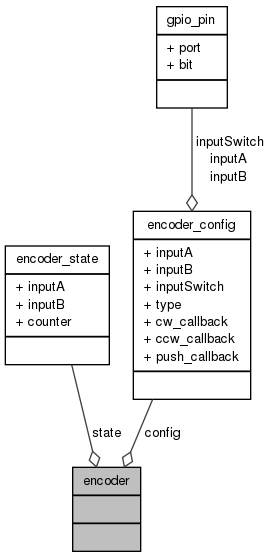 gpio_pin
+ port
+ bit
inputSwitch
inputA
inputB
encoder_config
+ inputA
+ inputB
+ inputSwitch
+ type
+ cw_callback
+ ccw_callback
+ push_callback
encoder_state
+ inputA
+ inputB
+ counter
state
config
encoder